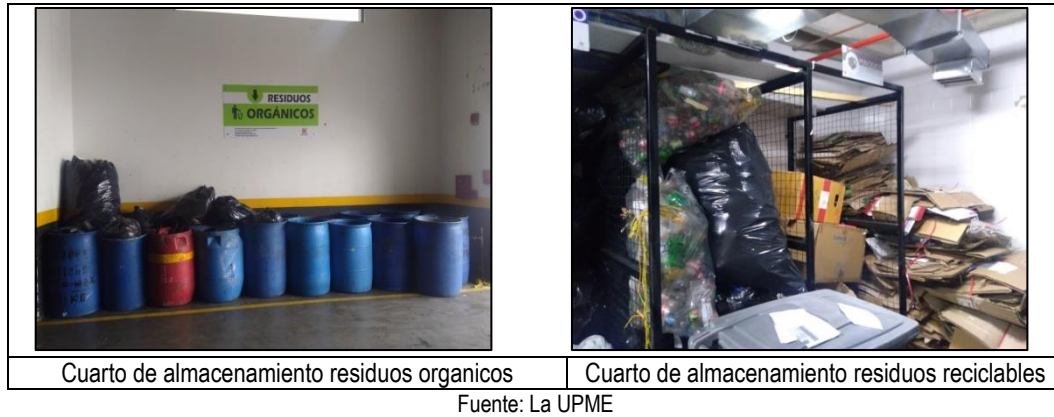 RESIDUOS
ORGÁNICOS
Cuarto de almacenamiento residuos organicos
Cuarto de almacenamiento residuos reciclables
Fuente: La UPME